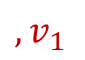 , v₁